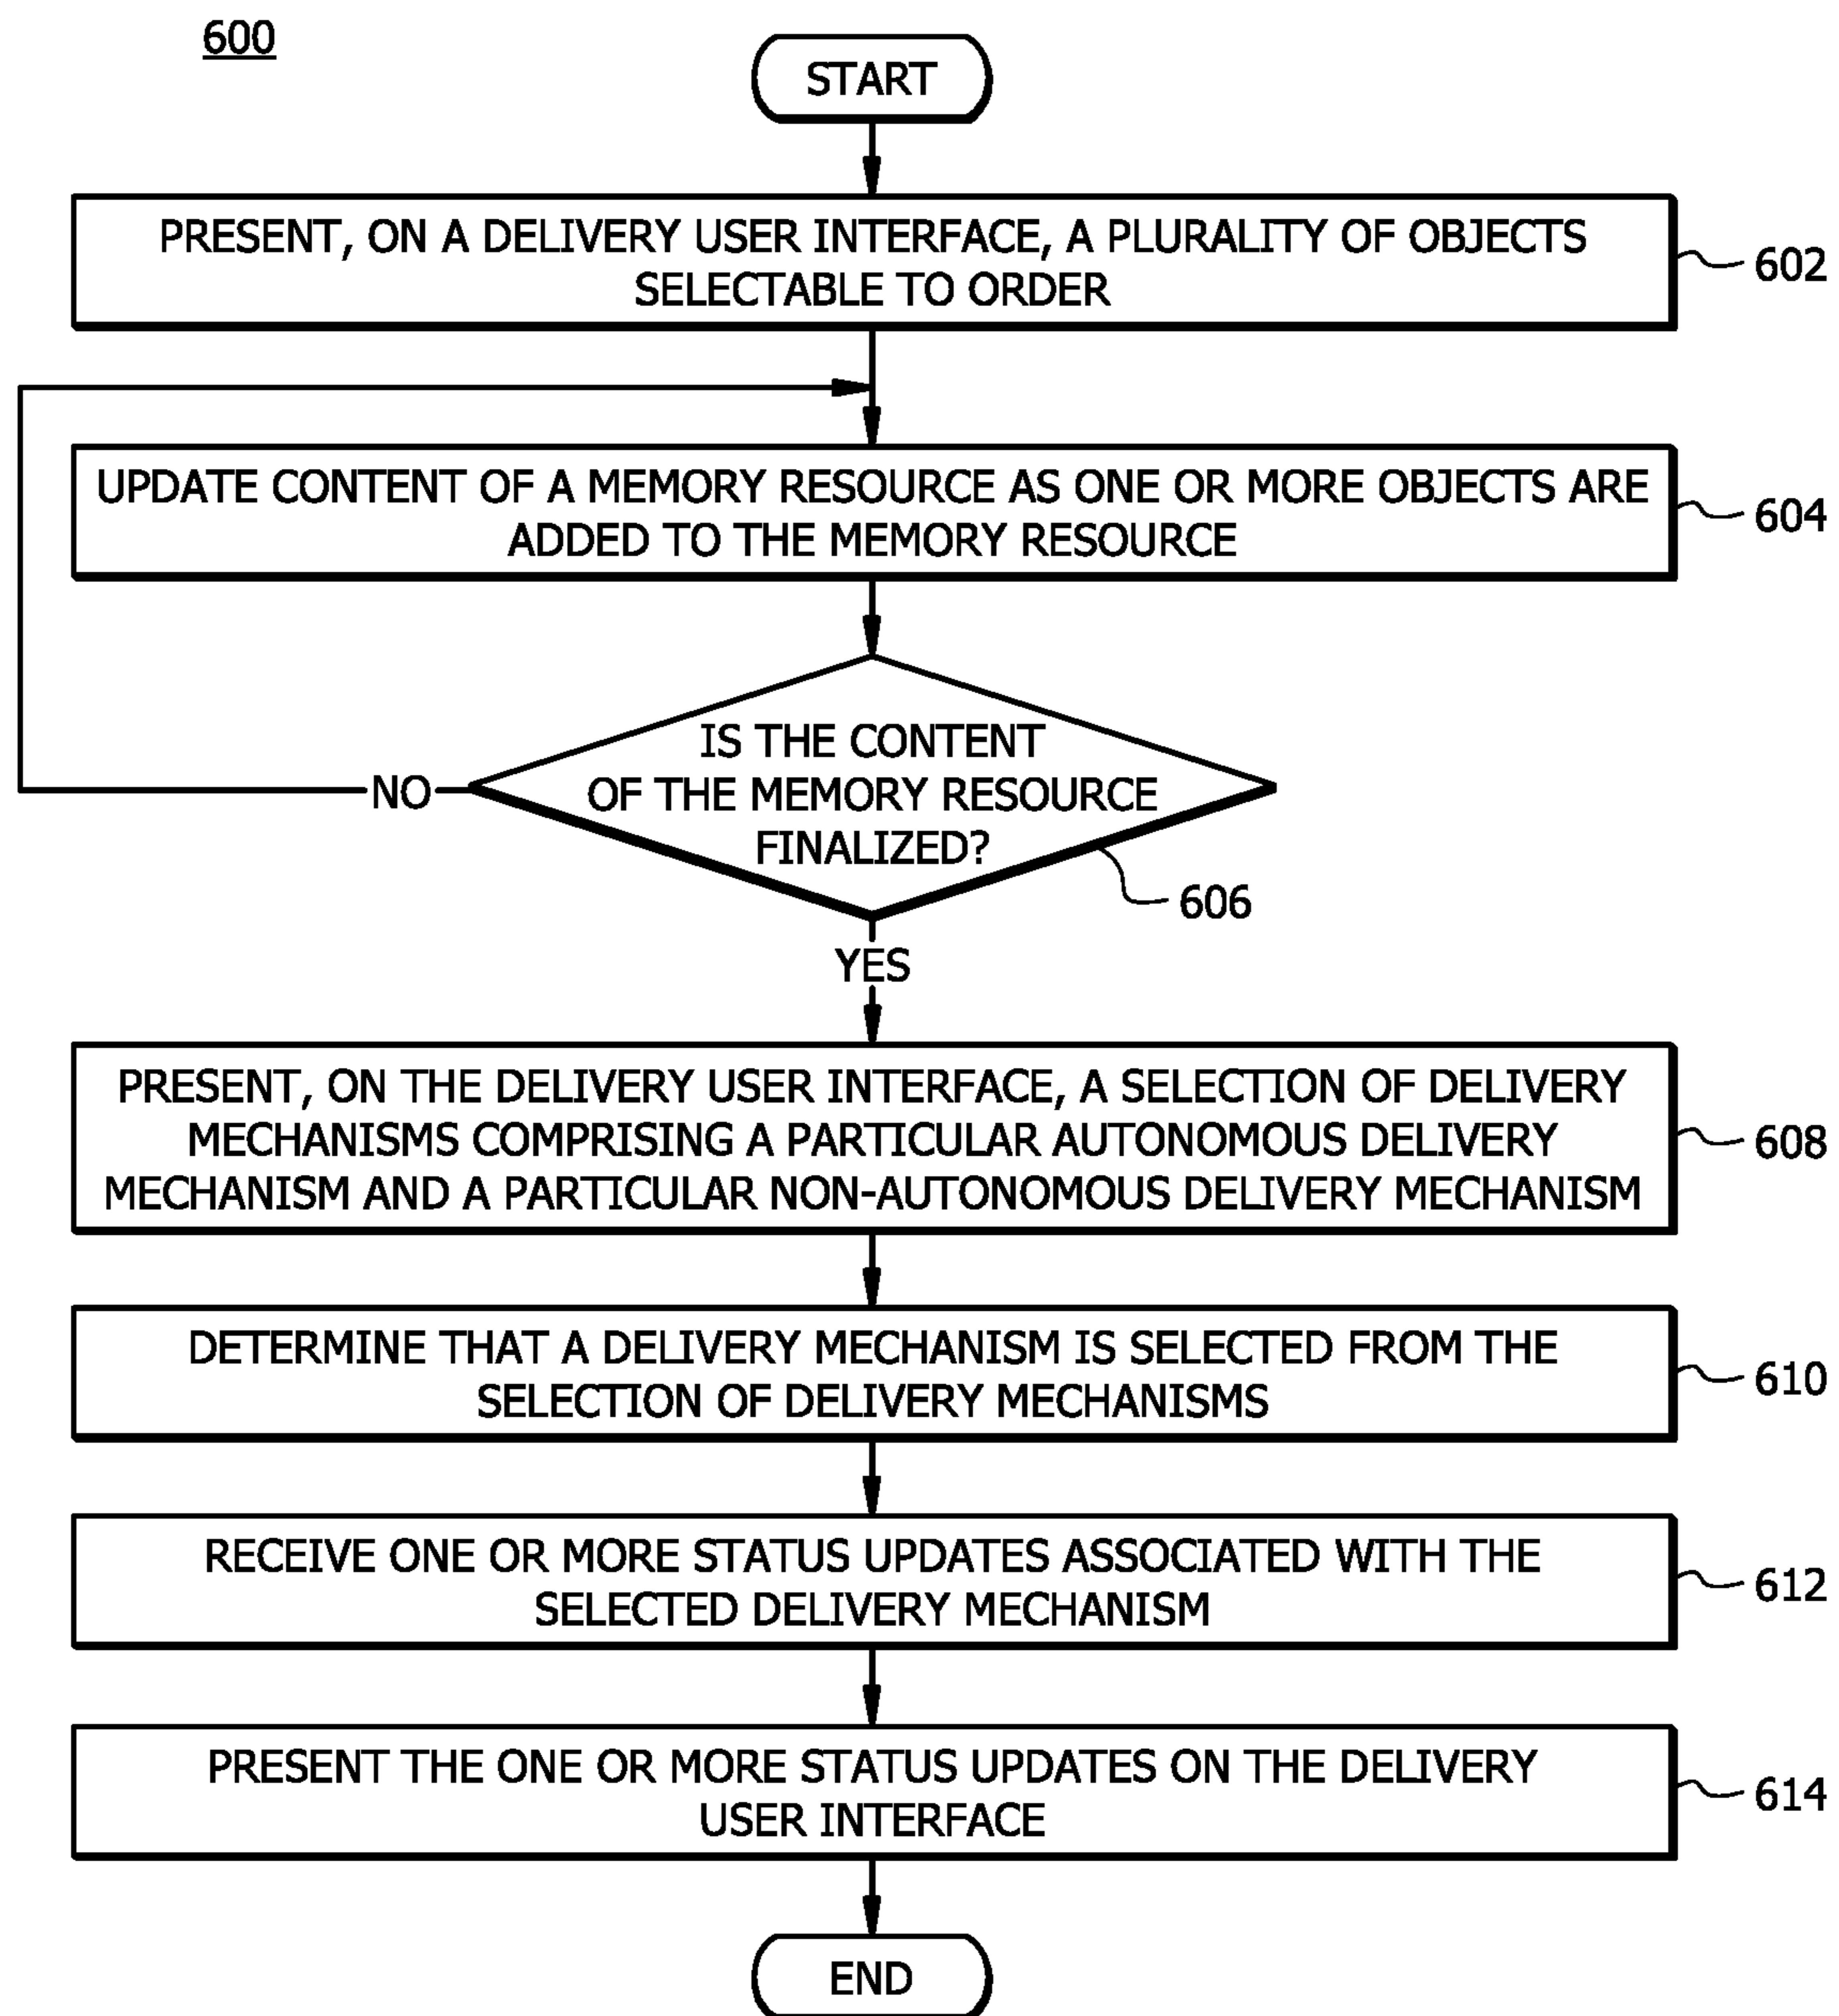 600
START
PRESENT, ON A DELIVERY USER INTERFACE, A PLURALITY OF OBJECTS
SELECTABLE TO ORDER
602
UPDATE CONTENT OF A MEMORY RESOURCE AS ONE OR MORE OBJECTS ARE
ADDED TO THE MEMORY RESOURCE
604
IS THE CONTENT
OF THE MEMORY RESOURCE
FINALIZED?
NO
606
YES
PRESENT, ON THE DELIVERY USER INTERFACE, A SELECTION OF DELIVERY
MECHANISMS COMPRISING A PARTICULAR AUTONOMOUS DELIVERY
MECHANISM AND A PARTICULAR NON-AUTONOMOUS DELIVERY MECHANISM
608
DETERMINE THAT A DELIVERY MECHANISM IS SELECTED FROM THE
SELECTION OF DELIVERY MECHANISMS
610
RECEIVE ONE OR MORE STATUS UPDATES ASSOCIATED WITH THE
SELECTED DELIVERY MECHANISM
612
PRESENT THE ONE OR MORE STATUS UPDATES ON THE DELIVERY
USER INTERFACE
614
END